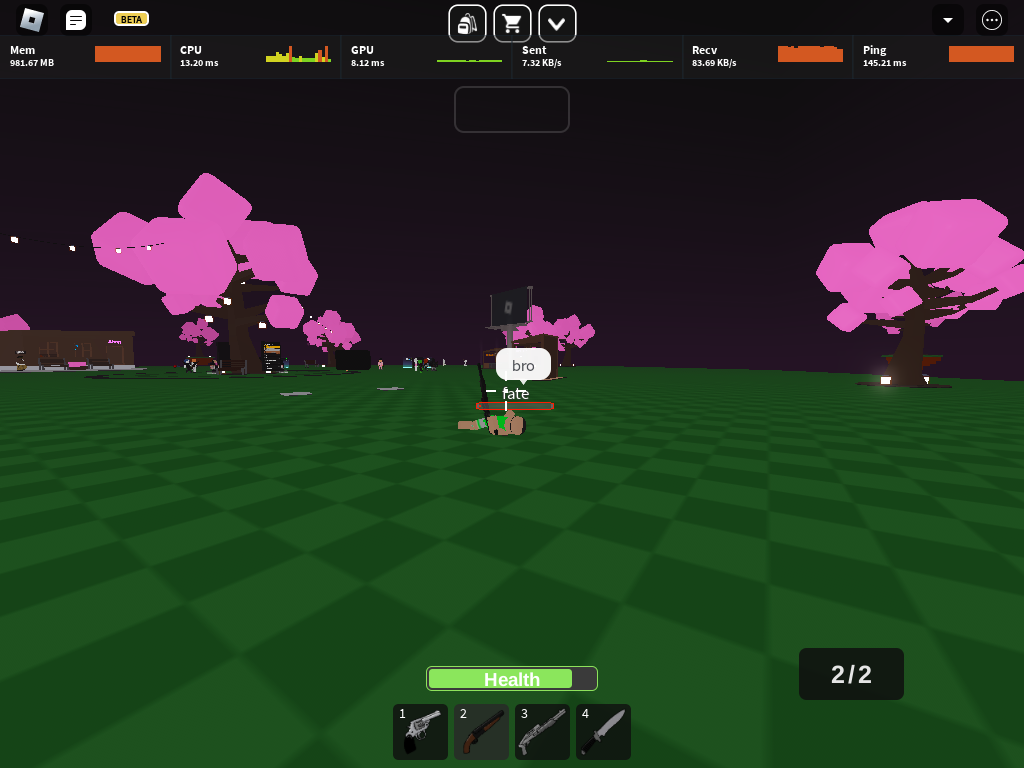 BETA
Mem
981.67 MB
CPU
13.20 ms
GPU
8.12 ms
Sent
7.32 KB/s
Recv
83.69 KB/s
Ping
145.21 ms
bro
fate
Health
2/2
1
2
3
4